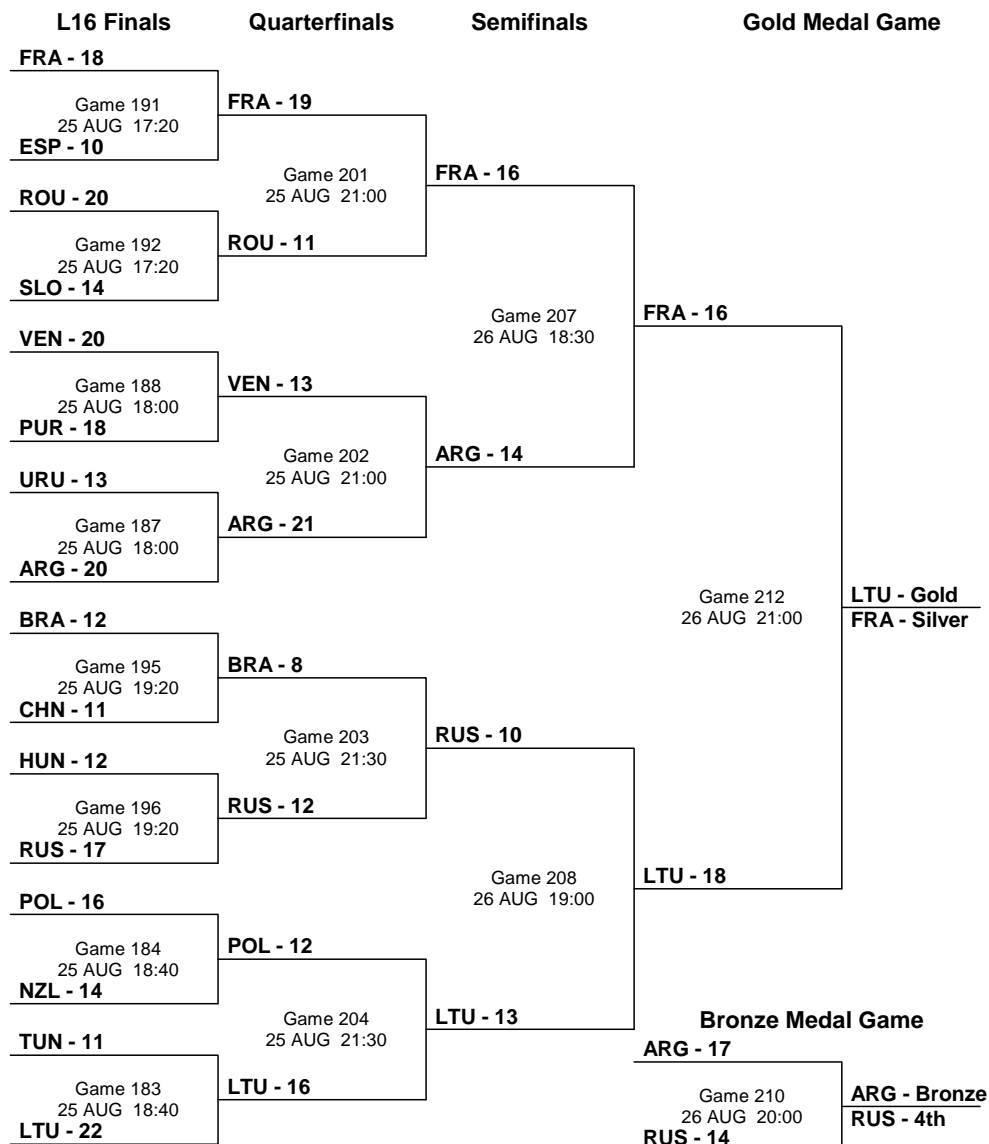 L16 Finals Quarterfinals Semifinals Gold Medal Game
FRA - 18
Game 191
25 AUG 17:20
ESP - 10
FRA - 19
Game 201
25 AUG 21:00
ROU - 20
Game 192
25 AUG 17:20
SLO - 14
ROU - 11
FRA - 16
Game 207
26 AUG 18:30
VEN - 20
Game 188
25 AUG 18:00
PUR - 18
VEN - 13
Game 202
25 AUG 21:00
URU - 13
Game 187
25 AUG 18:00
ARG - 20
ARG - 21
ARG - 14
FRA - 16
Game 212
26 AUG 21:00
LTU - Gold
FRA - Silver
BRA - 12
Game 195
25 AUG 19:20
CHN - 11
BRA - 8
Game 203
25 AUG 21:30
HUN - 12
Game 196
25 AUG 19:20
RUS - 17
RUS - 12
RUS - 10
Game 208
26 AUG 19:00
LTU - 18
POL - 16
Game 184
25 AUG 18:40
NZL - 14
POL - 12
Game 204
25 AUG 21:30
TUN - 11
Game 183
25 AUG 18:40
LTU - 22
LTU - 16
LTU - 13
Bronze Medal Game
ARG - 17
Game 210
26 AUG 20:00
RUS - 14
ARG - Bronze
RUS - 4th